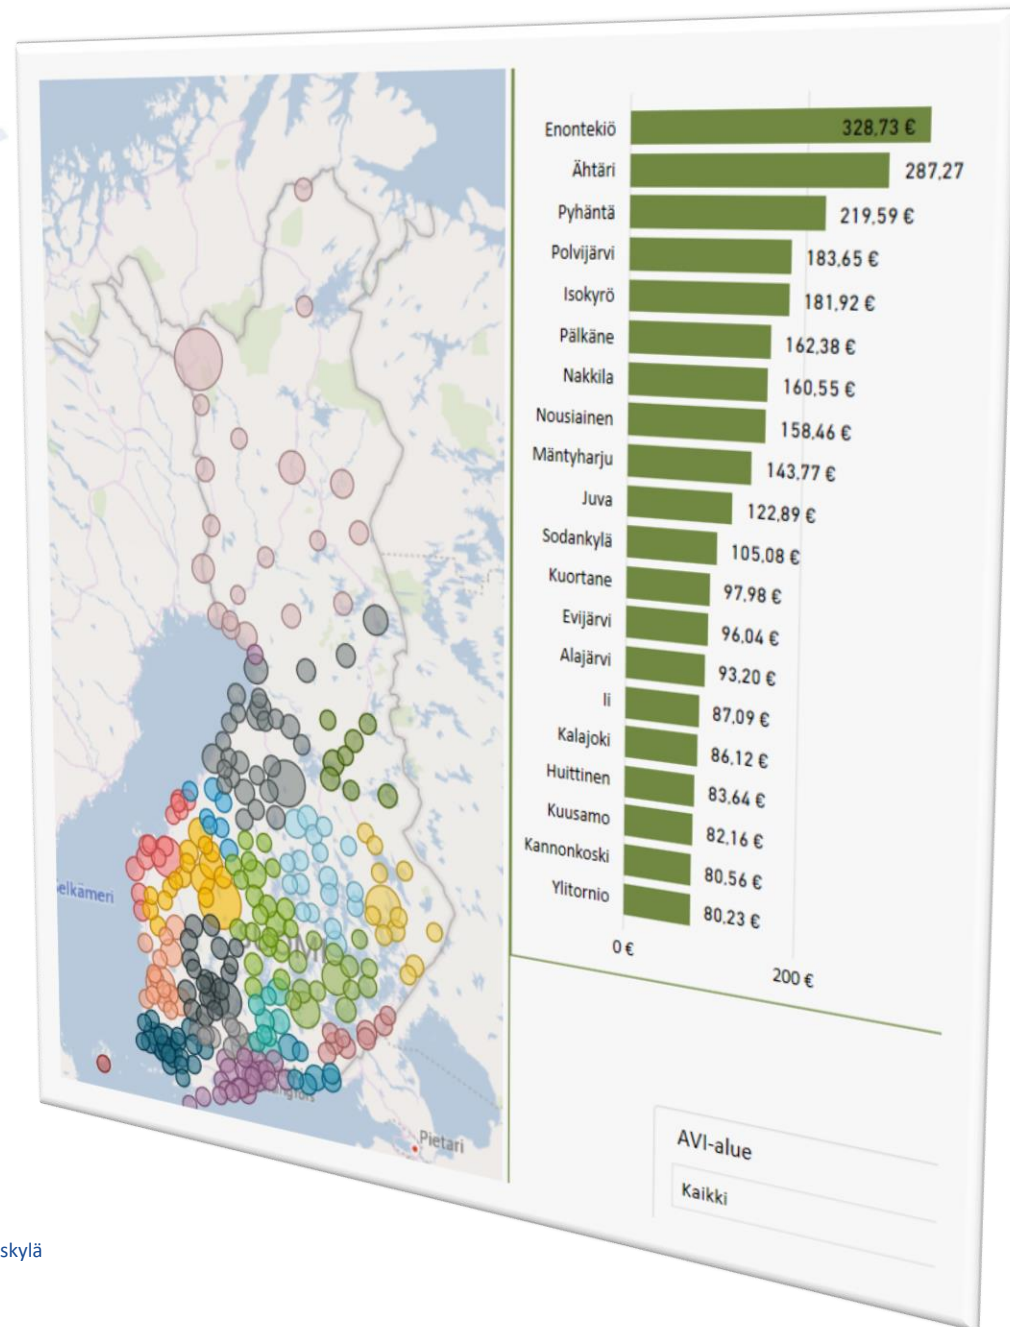 Enontekiö 328,73 €
Ähtäri 287,27
Pyhäntä 219,59 €
Polvijärvi 183,65 €
Isokyrö 181,92 €
Pälkäne 162,38 €
Nakkila 160,55 €
Nousiainen 158,46 €
Mäntyharju 143,77 €
Juva 122,89 €
Sodankylä 105,08 €
Kuortane 97,98 €
Evijärvi 96,04 €
Alajärvi 93,20 €
Ii 87,09 €
Kalajoki 86,12 €
Huittinen 83,64 €
Kuusamo 82,16 €
Kannonkoski 80,56 €
Ylitornio 80,23 €
0 € 200 €
Selkämeri
Pietari
AVI-alue
Kaikki
skylä